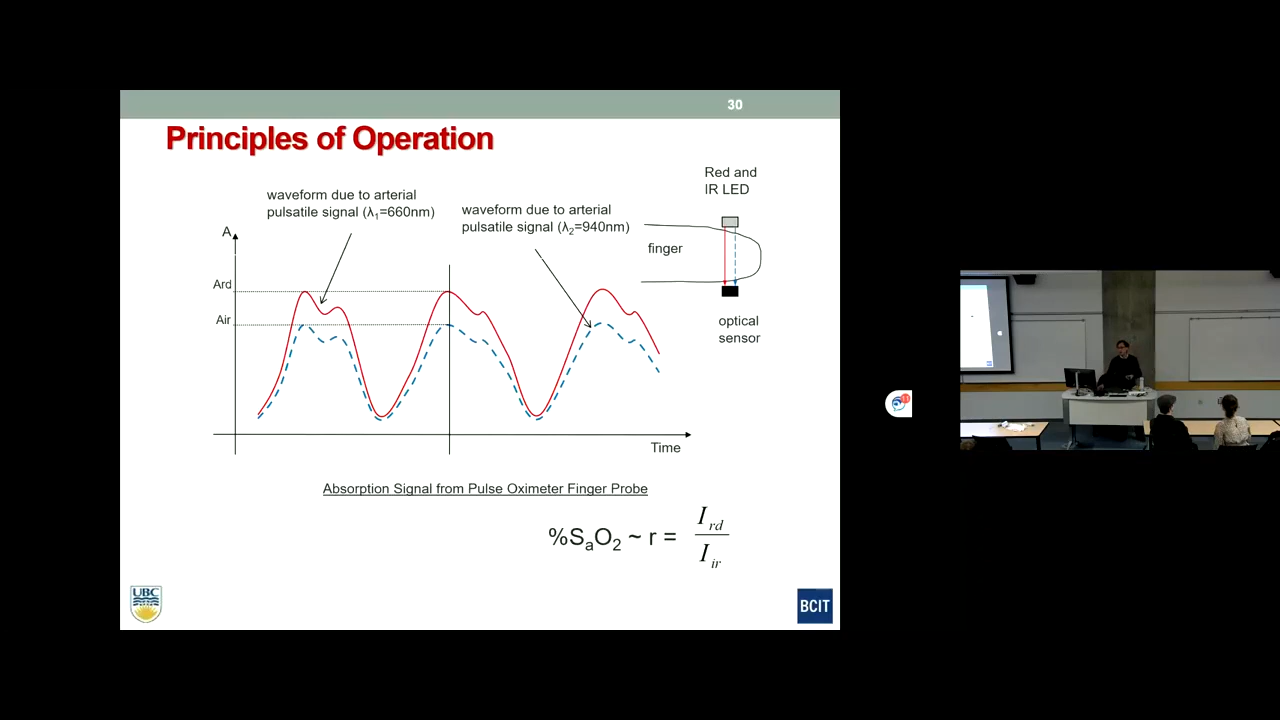 30
Principles of Operation
Red and
IR LED
waveform due to arterial
pulsatile signal (λ₁=660nm)
waveform due to arterial
pulsatile signal (λ₂=940nm)
A
finger
Ard
Air
optical
sensor
Time
Absorption Signal from Pulse Oximeter Finger Probe
%SaO₂ ~ r = I rd / I ir
UBC
BCIT